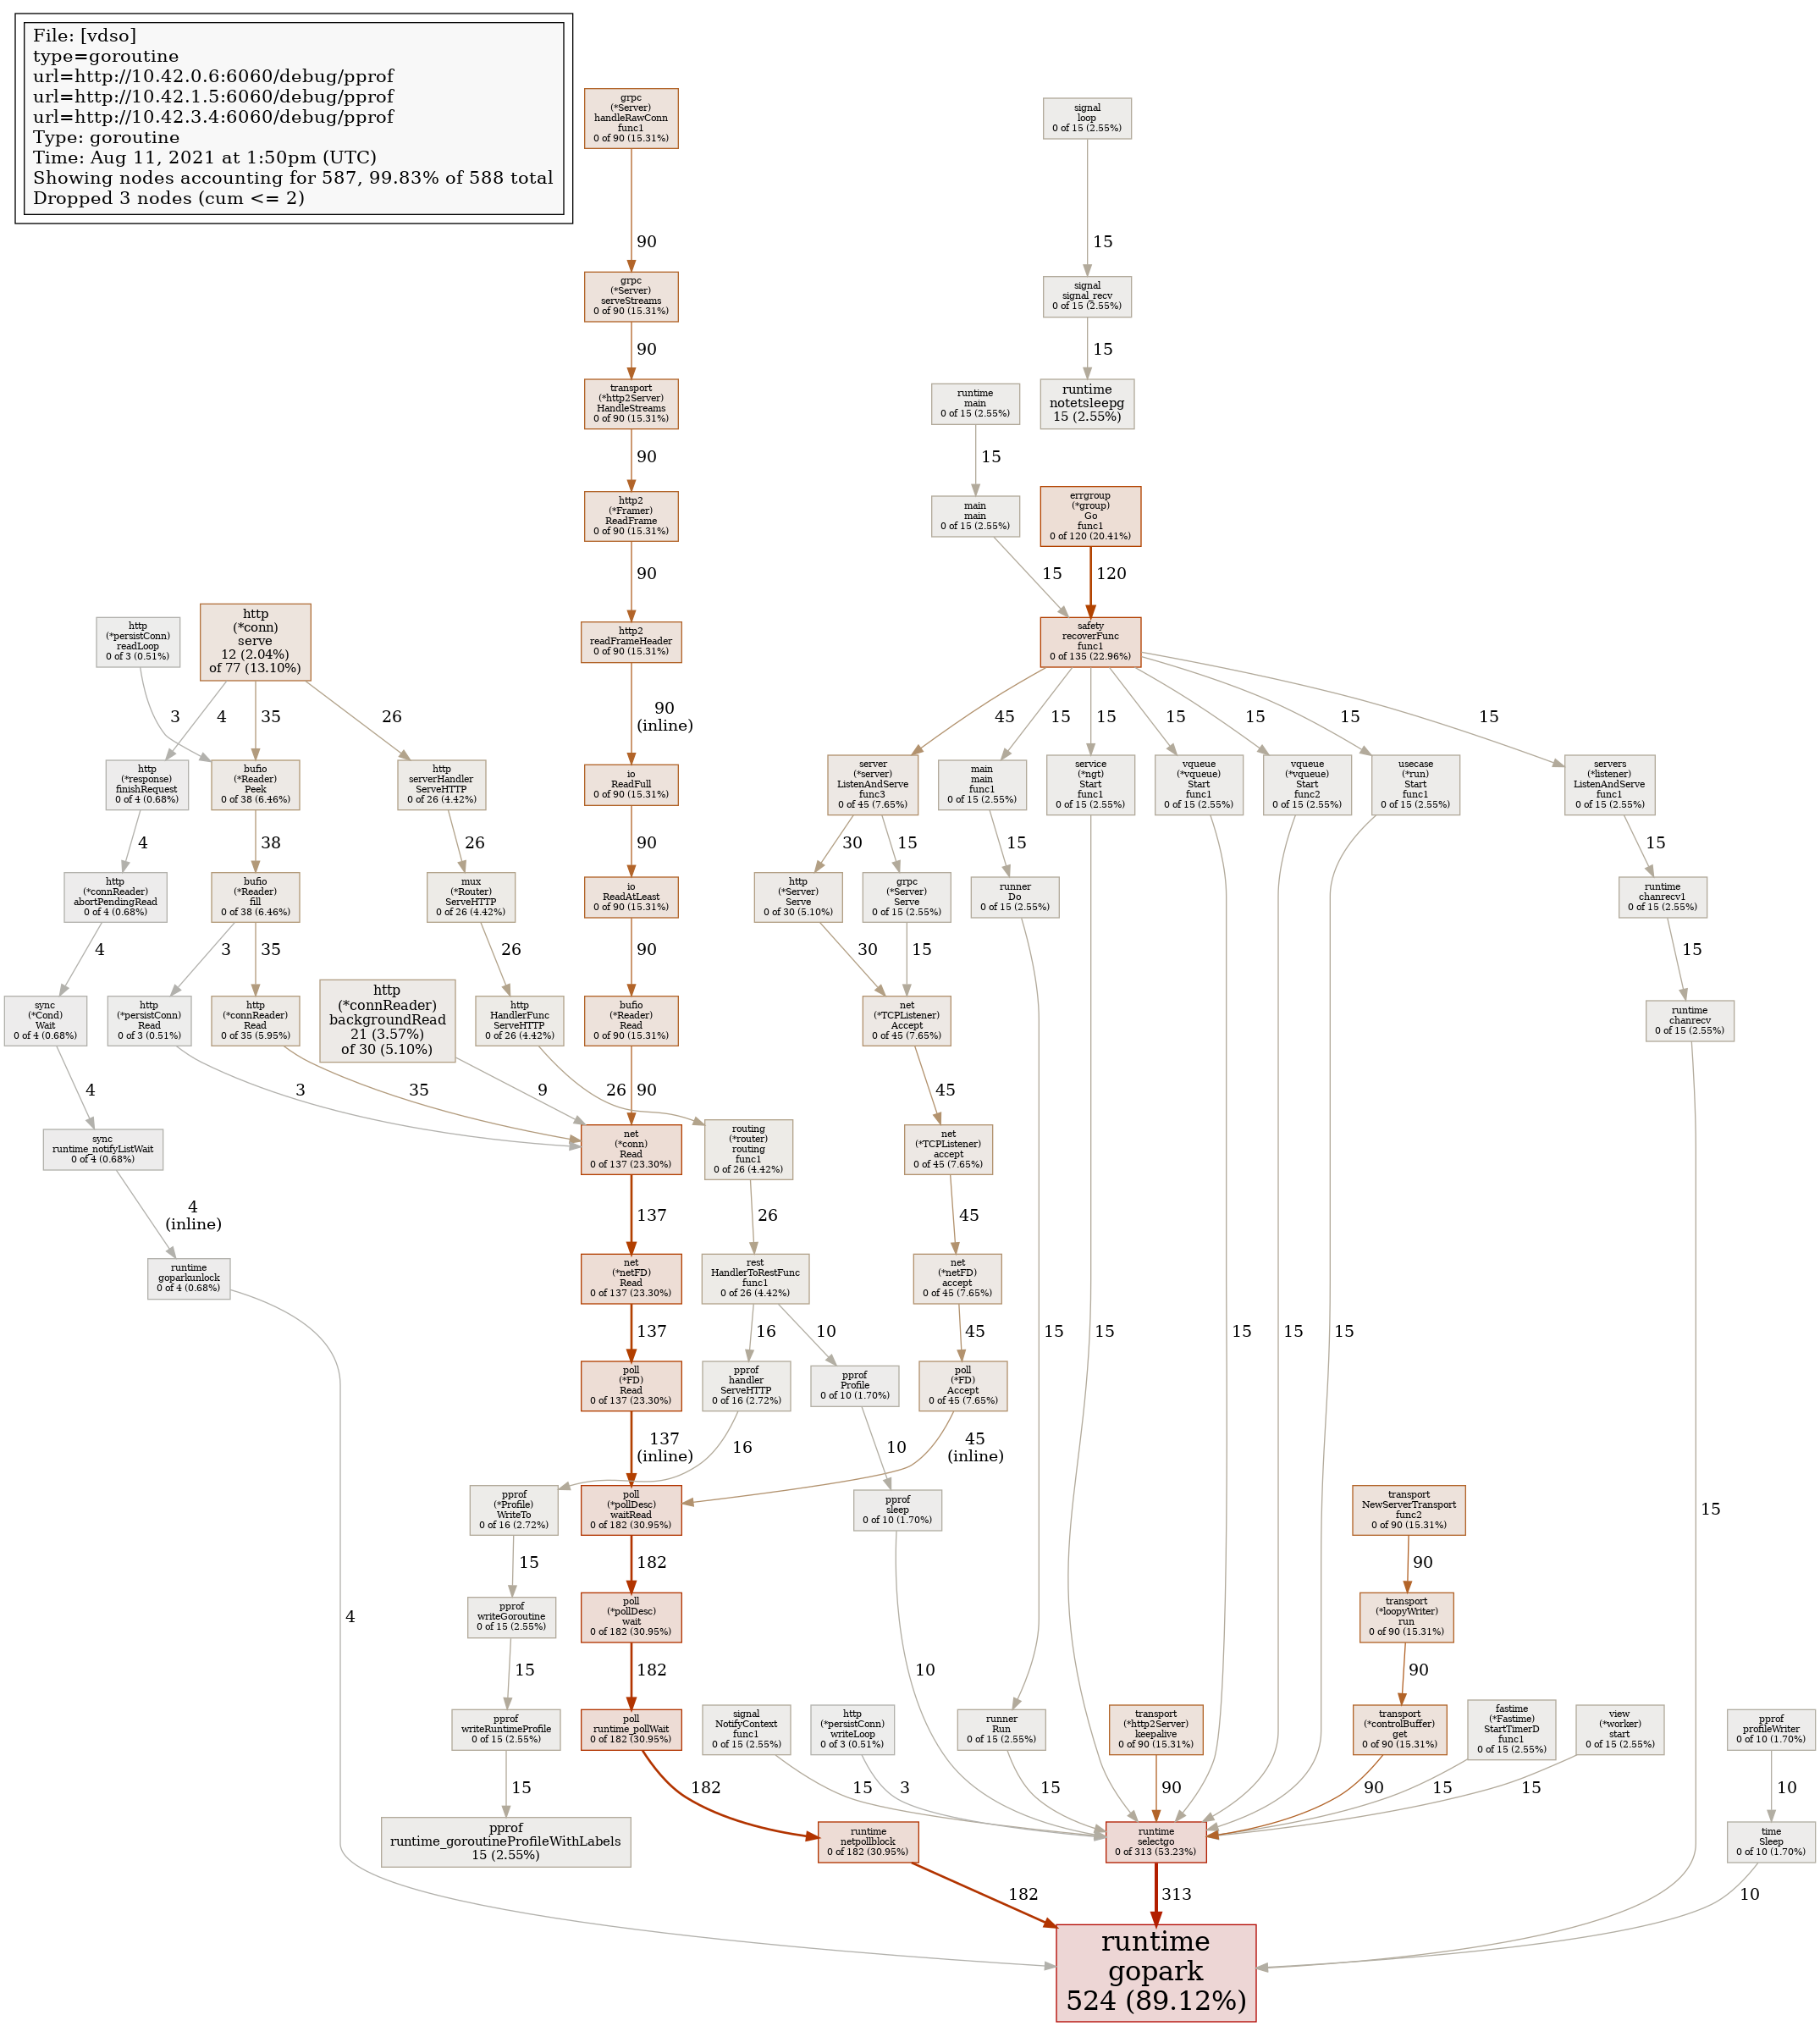 File: [vdso]
type=goroutine
url=http://10.42.0.6:6060/debug/pprof
url=http://10.42.1.5:6060/debug/pprof
url=http://10.42.3.4:6060/debug/pprof
Type: goroutine
Time: Aug 11, 2021 at 1:50pm (UTC)
Showing nodes accounting for 587, 99.83% of 588 total
Dropped 3 nodes (cum <= 2)
grpc
(*Server)
handleRawConn
func1
0 of 90 (15.31%)
signal
loop
0 of 15 (2.55%)
90
15
grpc
(*Server)
serveStreams
0 of 90 (15.31%)
signal
signal_recv
0 of 15 (2.55%)
90
15
transport
(*http2Server)
HandleStreams
0 of 90 (15.31%)
runtime
main
0 of 15 (2.55%)
runtime
notetsleepg
15 (2.55%)
90
15
http2
(*Framer)
ReadFrame
0 of 90 (15.31%)
main
main
0 of 15 (2.55%)
errgroup
(*group)
Go
func1
0 of 120 (20.41%)
90
15
120
http
(*persistConn)
readLoop
0 of 3 (0.51%)
http
(*conn)
serve
12 (2.04%)
of 77 (13.10%)
http2
readFrameHeader
0 of 90 (15.31%)
safety
recoverFunc
func1
0 of 135 (22.96%)
3
4
35
26
90
(inline)
45
15
15
15
15
15
15
http
(*response)
finishRequest
0 of 4 (0.68%)
bufio
(*Reader)
Peek
0 of 38 (6.46%)
http
serverHandler
ServeHTTP
0 of 26 (4.42%)
io
ReadFull
0 of 90 (15.31%)
server
(*server)
ListenAndServe
func3
0 of 45 (7.65%)
main
main
func1
0 of 15 (2.55%)
service
(*ngt)
Start
func1
0 of 15 (2.55%)
vqueue
(*vqueue)
Start
func1
0 of 15 (2.55%)
vqueue
(*vqueue)
Start
func2
0 of 15 (2.55%)
usecase
(*run)
Start
func1
0 of 15 (2.55%)
servers
(*listener)
ListenAndServe
func1
0 of 15 (2.55%)
4
38
26
90
30
15
15
15
http
(*connReader)
abortPendingRead
0 of 4 (0.68%)
bufio
(*Reader)
fill
0 of 38 (6.46%)
mux
(*Router)
ServeHTTP
0 of 26 (4.42%)
io
ReadAtLeast
0 of 90 (15.31%)
http
(*Server)
Serve
0 of 30 (5.10%)
grpc
(*Server)
Serve
0 of 15 (2.55%)
runner
Do
0 of 15 (2.55%)
runtime
chanrecv1
0 of 15 (2.55%)
4
3
35
26
90
30
15
15
sync
(*Cond)
Wait
0 of 4 (0.68%)
http
(*persistConn)
Read
0 of 3 (0.51%)
http
(*connReader)
Read
0 of 35 (5.95%)
http
(*connReader)
backgroundRead
21 (3.57%)
of 30 (5.10%)
http
HandlerFunc
ServeHTTP
0 of 26 (4.42%)
bufio
(*Reader)
Read
0 of 90 (15.31%)
net
(*TCPListener)
Accept
0 of 45 (7.65%)
runtime
chanrecv
0 of 15 (2.55%)
4
3
35
9
26
90
45
sync
runtime_notifyListWait
0 of 4 (0.68%)
net
(*conn)
Read
0 of 137 (23.30%)
routing
(*router)
routing
func1
0 of 26 (4.42%)
net
(*TCPListener)
accept
0 of 45 (7.65%)
4
(inline)
137
26
45
runtime
goparkunlock
0 of 4 (0.68%)
net
(*netFD)
Read
0 of 137 (23.30%)
rest
HandlerToRestFunc
func1
0 of 26 (4.42%)
net
(*netFD)
accept
0 of 45 (7.65%)
137
16
10
45
15
15
15
15
15
poll
(*FD)
Read
0 of 137 (23.30%)
pprof
handler
ServeHTTP
0 of 16 (2.72%)
pprof
Profile
0 of 10 (1.70%)
poll
(*FD)
Accept
0 of 45 (7.65%)
137
(inline)
16
10
45
(inline)
pprof
(*Profile)
WriteTo
0 of 16 (2.72%)
poll
(*pollDesc)
waitRead
0 of 182 (30.95%)
pprof
sleep
0 of 10 (1.70%)
transport
NewServerTransport
func2
0 of 90 (15.31%)
15
15
182
90
pprof
writeGoroutine
0 of 15 (2.55%)
poll
(*pollDesc)
wait
0 of 182 (30.95%)
transport
(*loopyWriter)
run
0 of 90 (15.31%)
4
15
182
10
90
pprof
writeRuntimeProfile
0 of 15 (2.55%)
poll
runtime_pollWait
0 of 182 (30.95%)
signal
NotifyContext
func1
0 of 15 (2.55%)
http
(*persistConn)
writeLoop
0 of 3 (0.51%)
runner
Run
0 of 15 (2.55%)
transport
(*http2Server)
keepalive
0 of 90 (15.31%)
transport
(*controlBuffer)
get
0 of 90 (15.31%)
fastime
(*Fastime)
StartTimerD
func1
0 of 15 (2.55%)
view
(*worker)
start
0 of 15 (2.55%)
pprof
profileWriter
0 of 10 (1.70%)
15
182
15
3
15
90
90
15
15
10
pprof
runtime_goroutineProfileWithLabels
15 (2.55%)
runtime
netpollblock
0 of 182 (30.95%)
runtime
selectgo
0 of 313 (53.23%)
time
Sleep
0 of 10 (1.70%)
182
313
10
runtime
gopark
524 (89.12%)